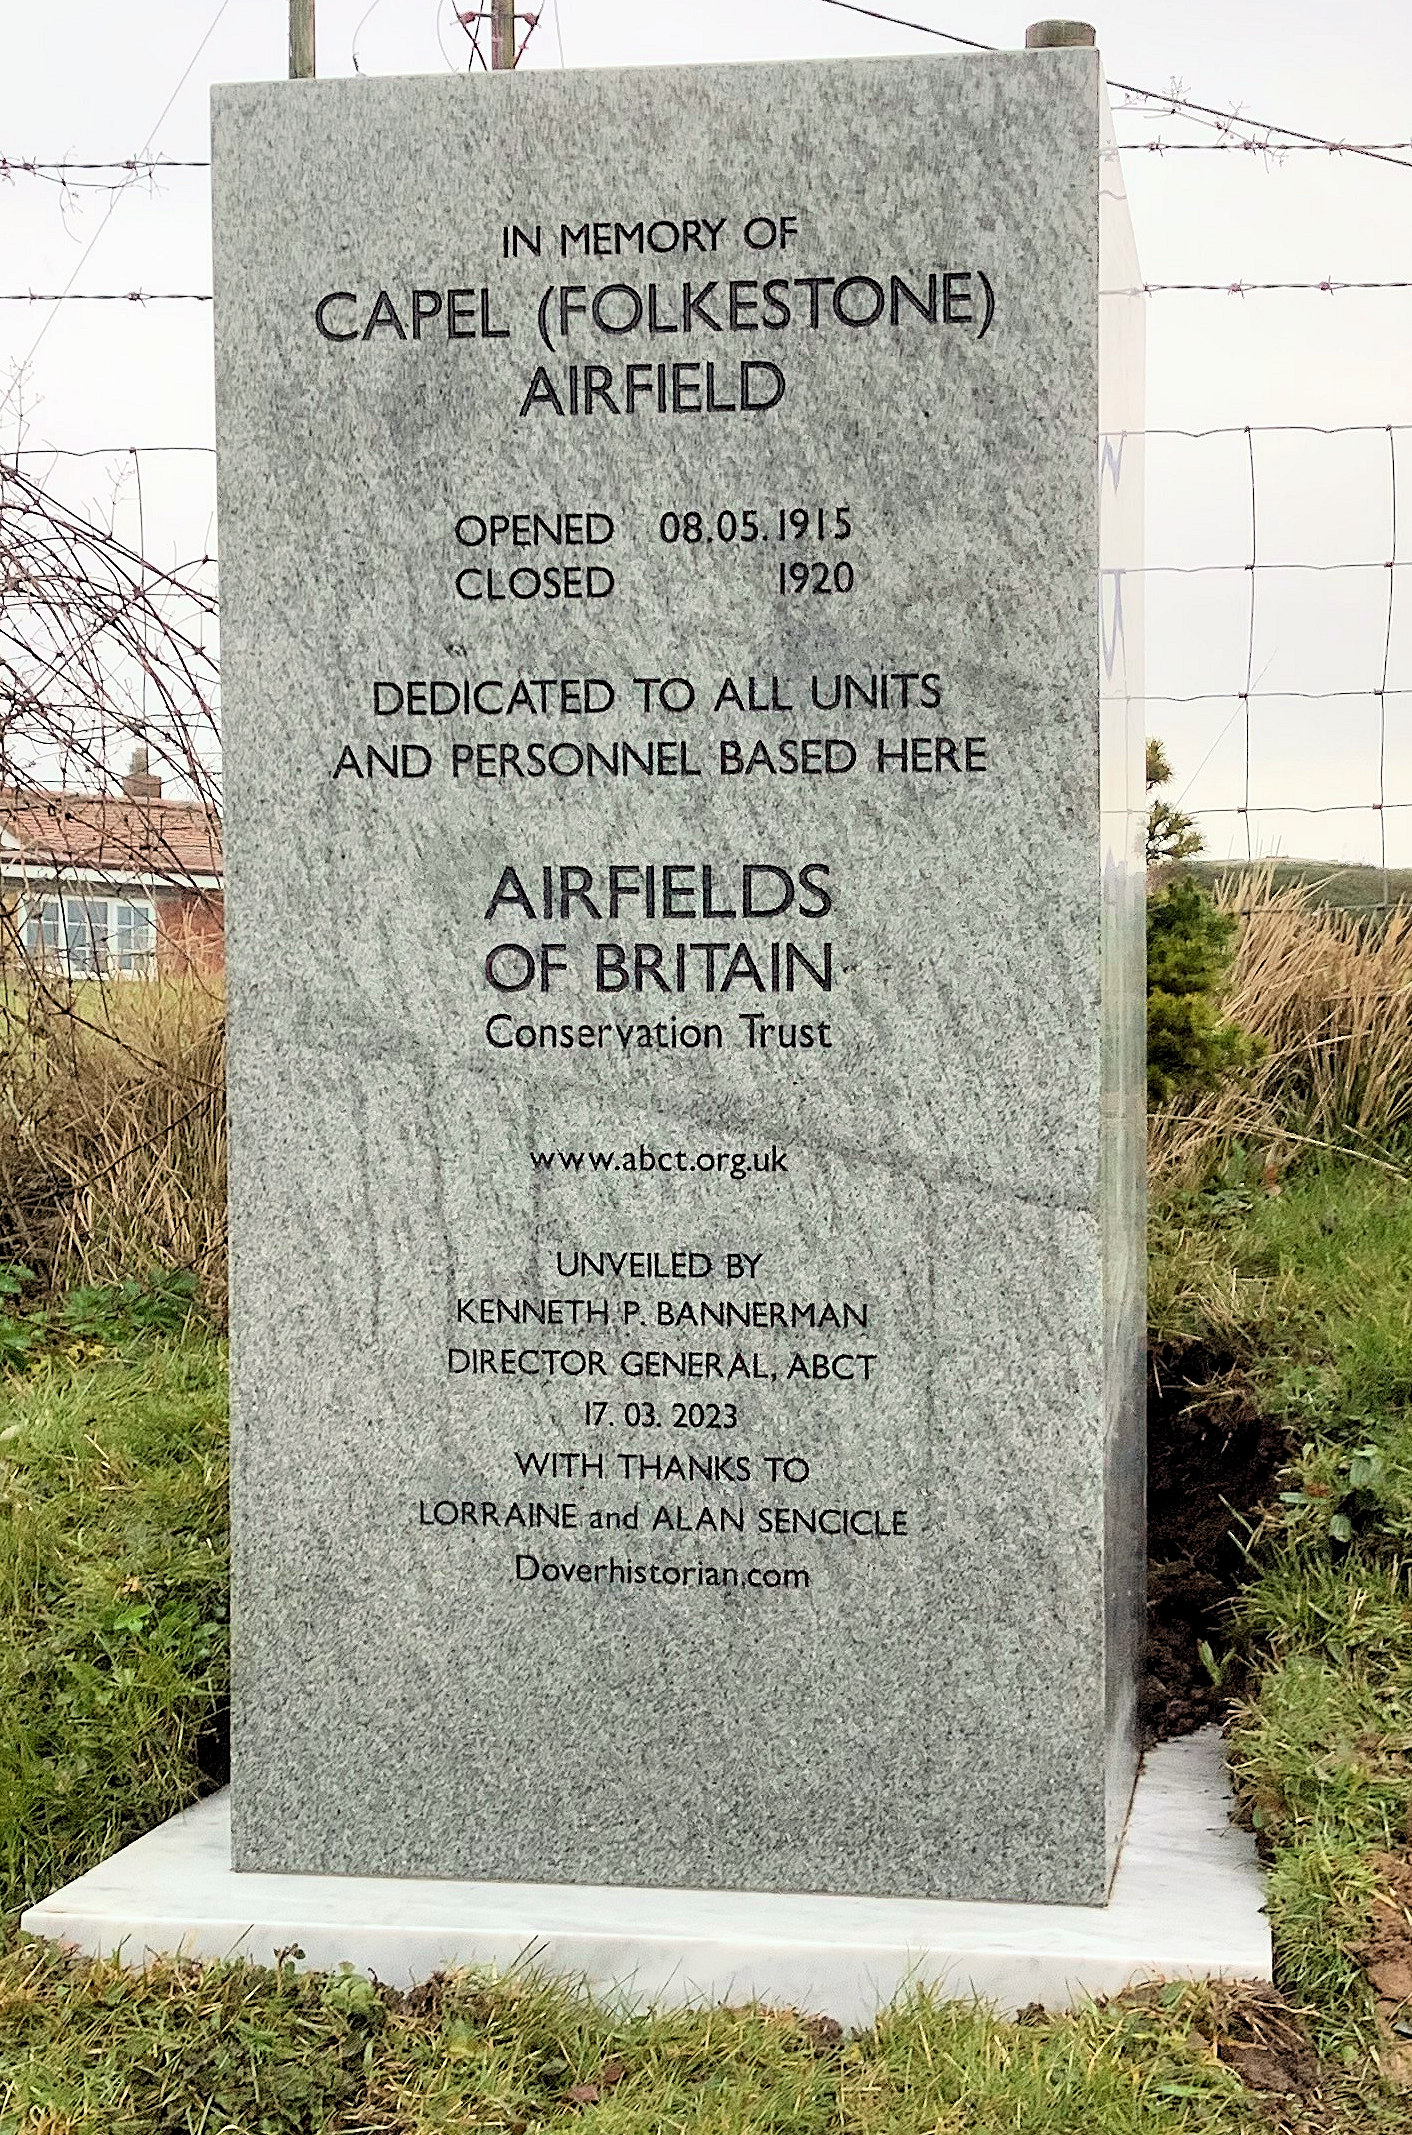 IN MEMORY OF
CAPEL (FOLKESTONE)
AIRFIELD
OPENED 08.05.1915
CLOSED 1920
DEDICATED TO ALL UNITS
AND PERSONNEL BASED HERE
AIRFIELDS
OF BRITAIN
Conservation Trust
www.abct.org.uk
UNVEILED BY
KENNETH P. BANNERMAN
DIRECTOR GENERAL, ABCT
17. 03. 2023
WITH THANKS TO
LORRAINE and ALAN SENCICLE
Doverhistorian.com